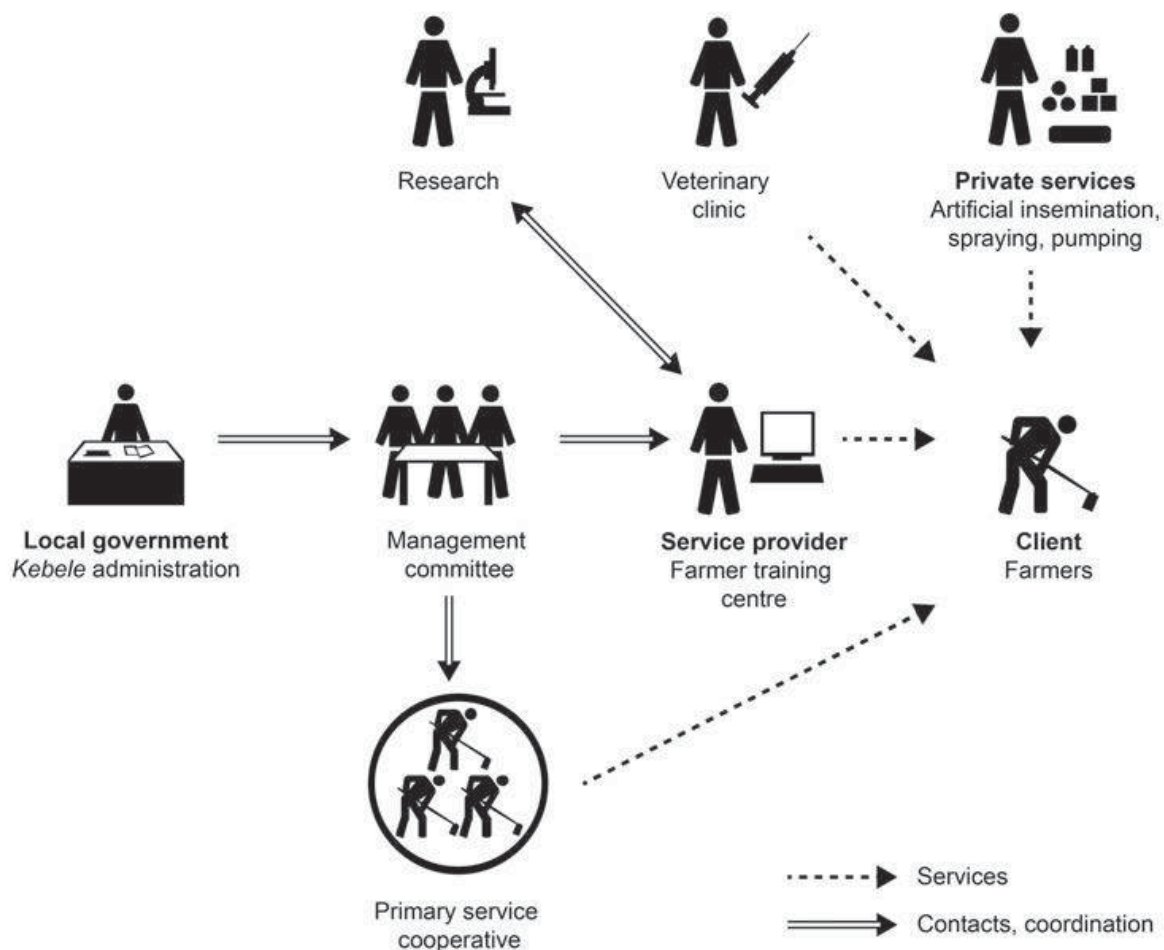 Research
Veterinary
clinic
Private services
Artificial insemination,
spraying, pumping
Local government
Kebele administration
Management
committee
Service provider
Farmer training
centre
Client
Farmers
Primary service
cooperative
Services
Contacts, coordination